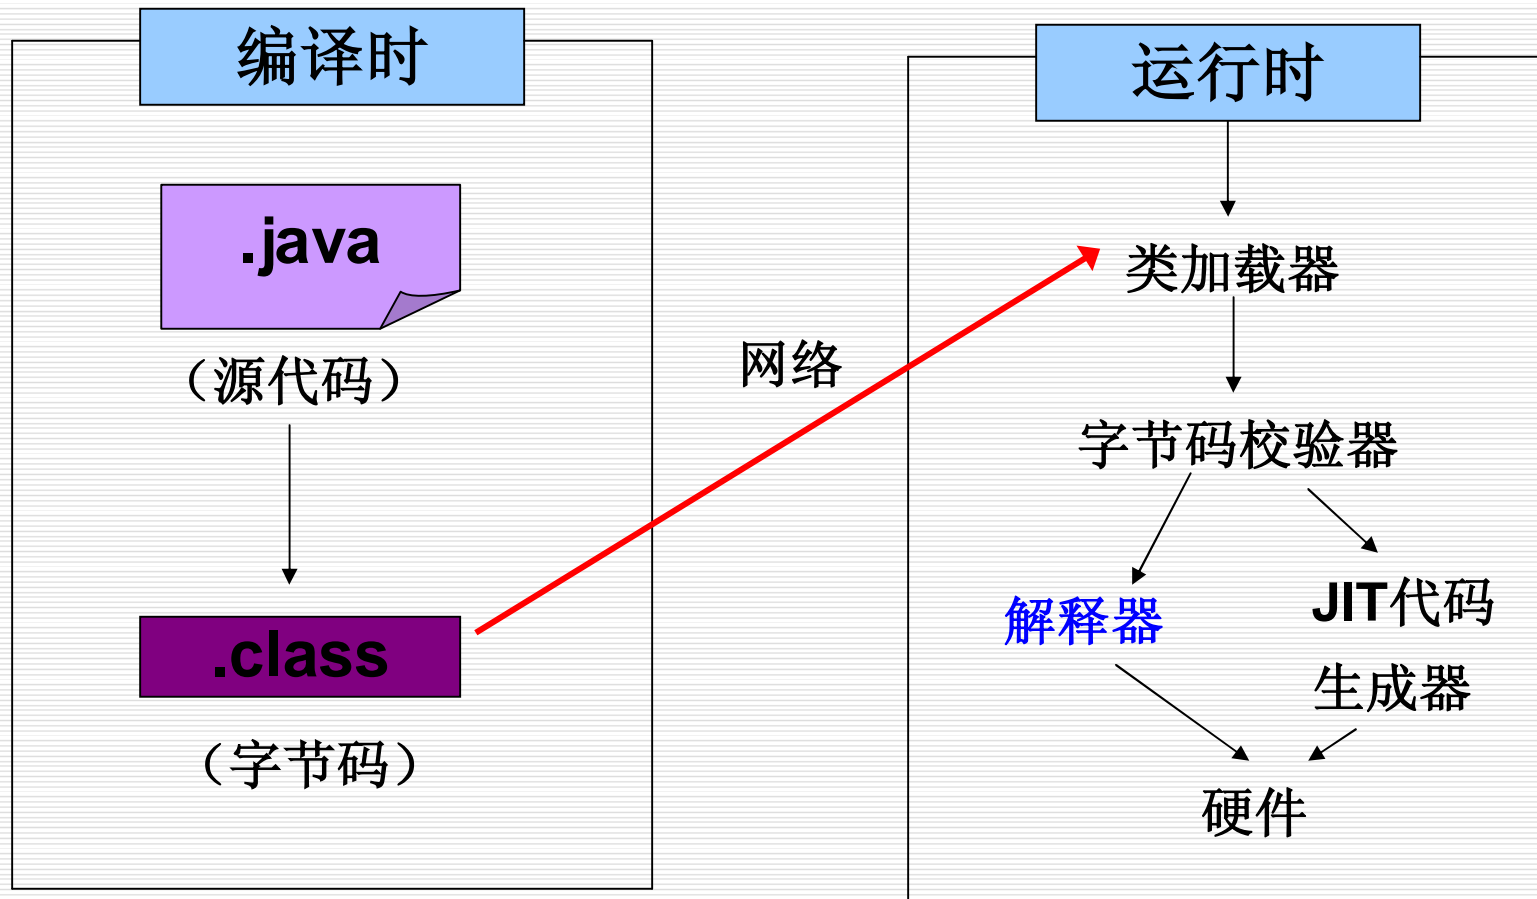 编译时
.java
（源代码）
.class
（字节码）
网络
运行时
类加载器
字节码校验器
解释器
JIT代码
生成器
硬件